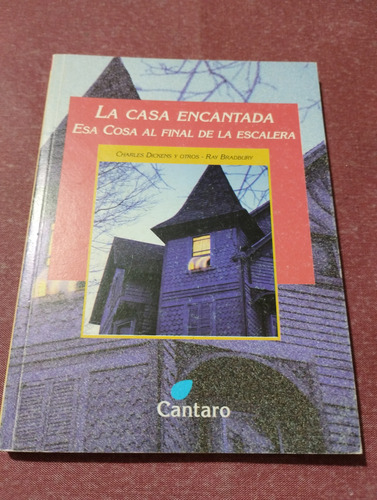 La casa encantada
Esa Cosa al final de la escalera
Charles Dickens y otros - Ray Bradbury
Cantaro